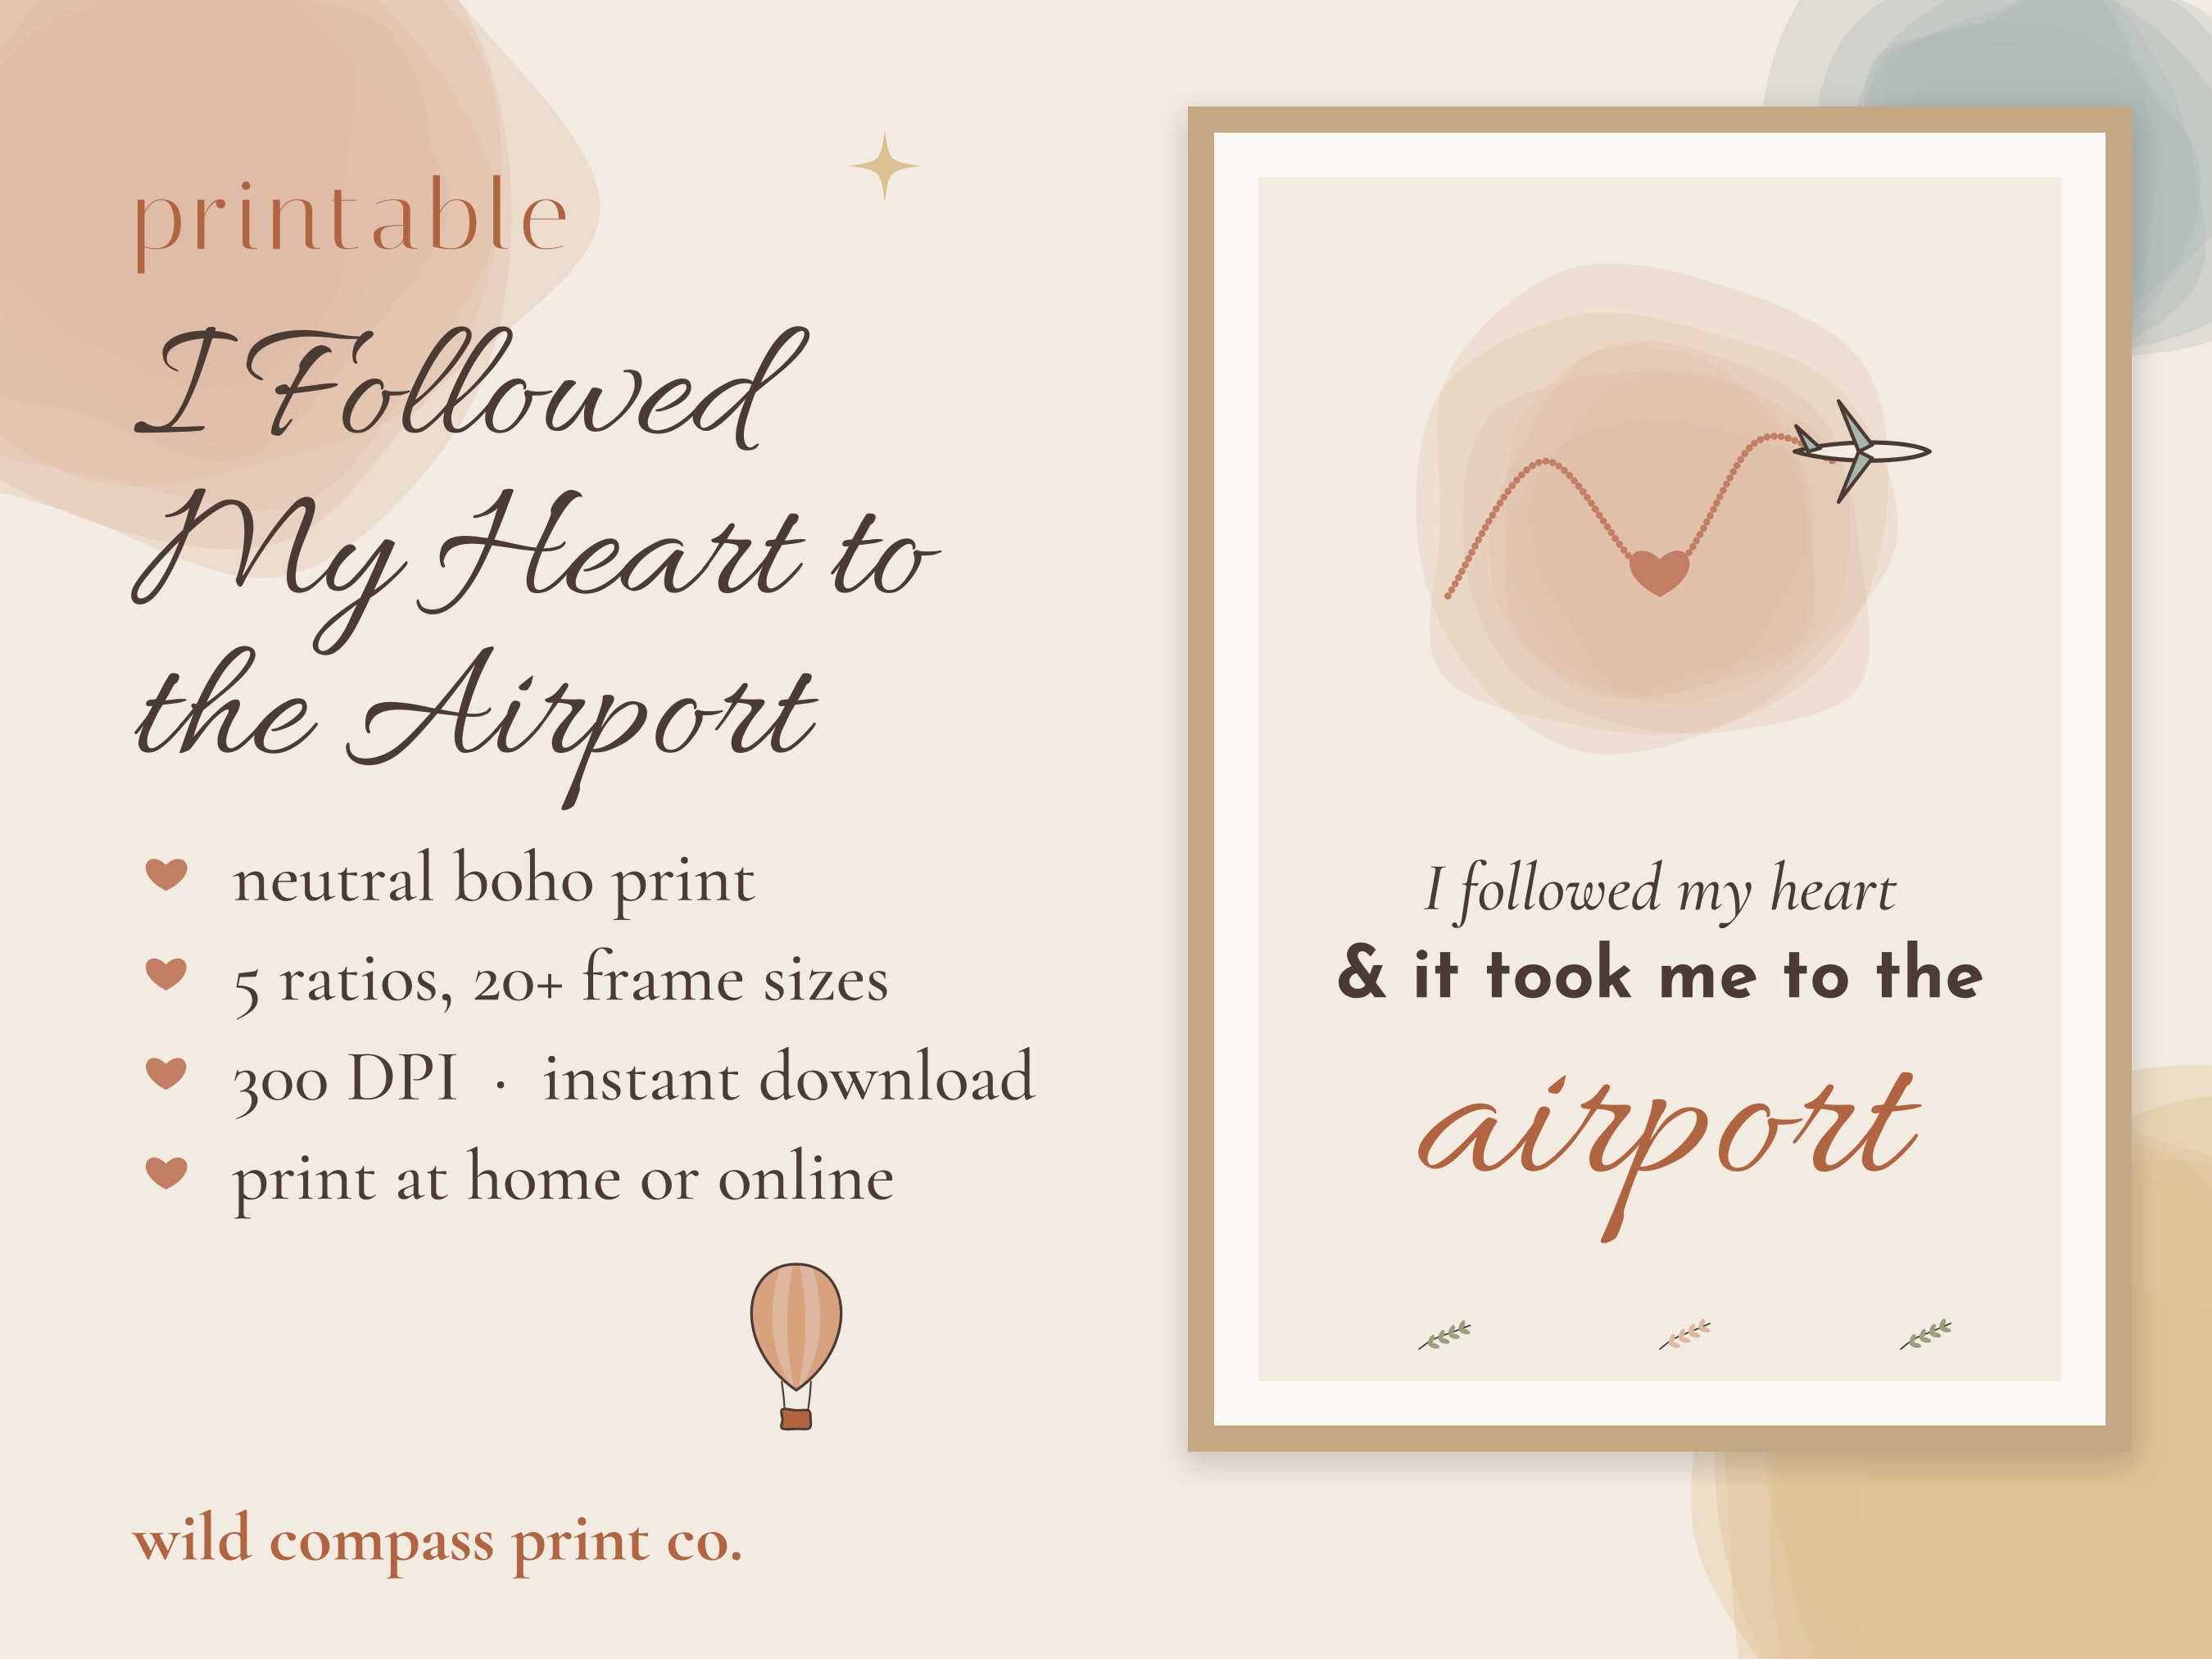 printable
I Followed
My Heart to
the Airport
neutral boho print
5 ratios, 20+ frame sizes
300 DPI · instant download
print at home or online
wild compass print co.
I followed my heart
& it took me to the
airport